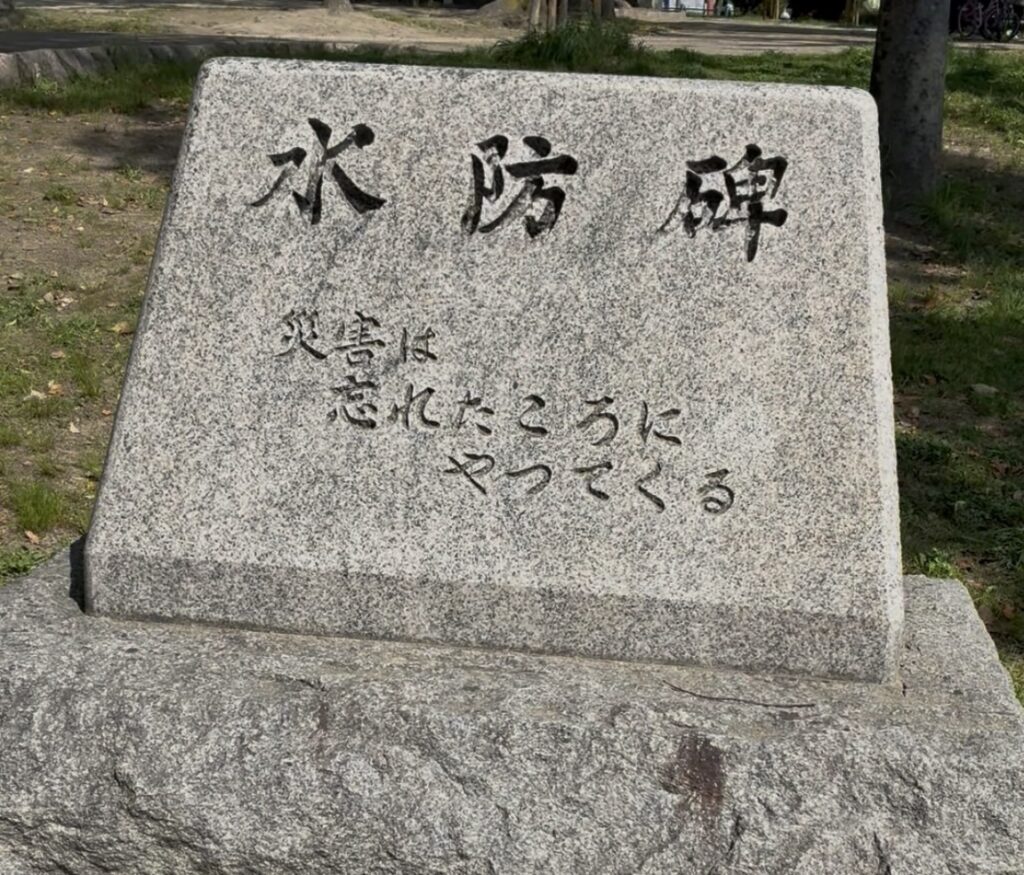 水防碑
災害は
忘れたころに
やってくる